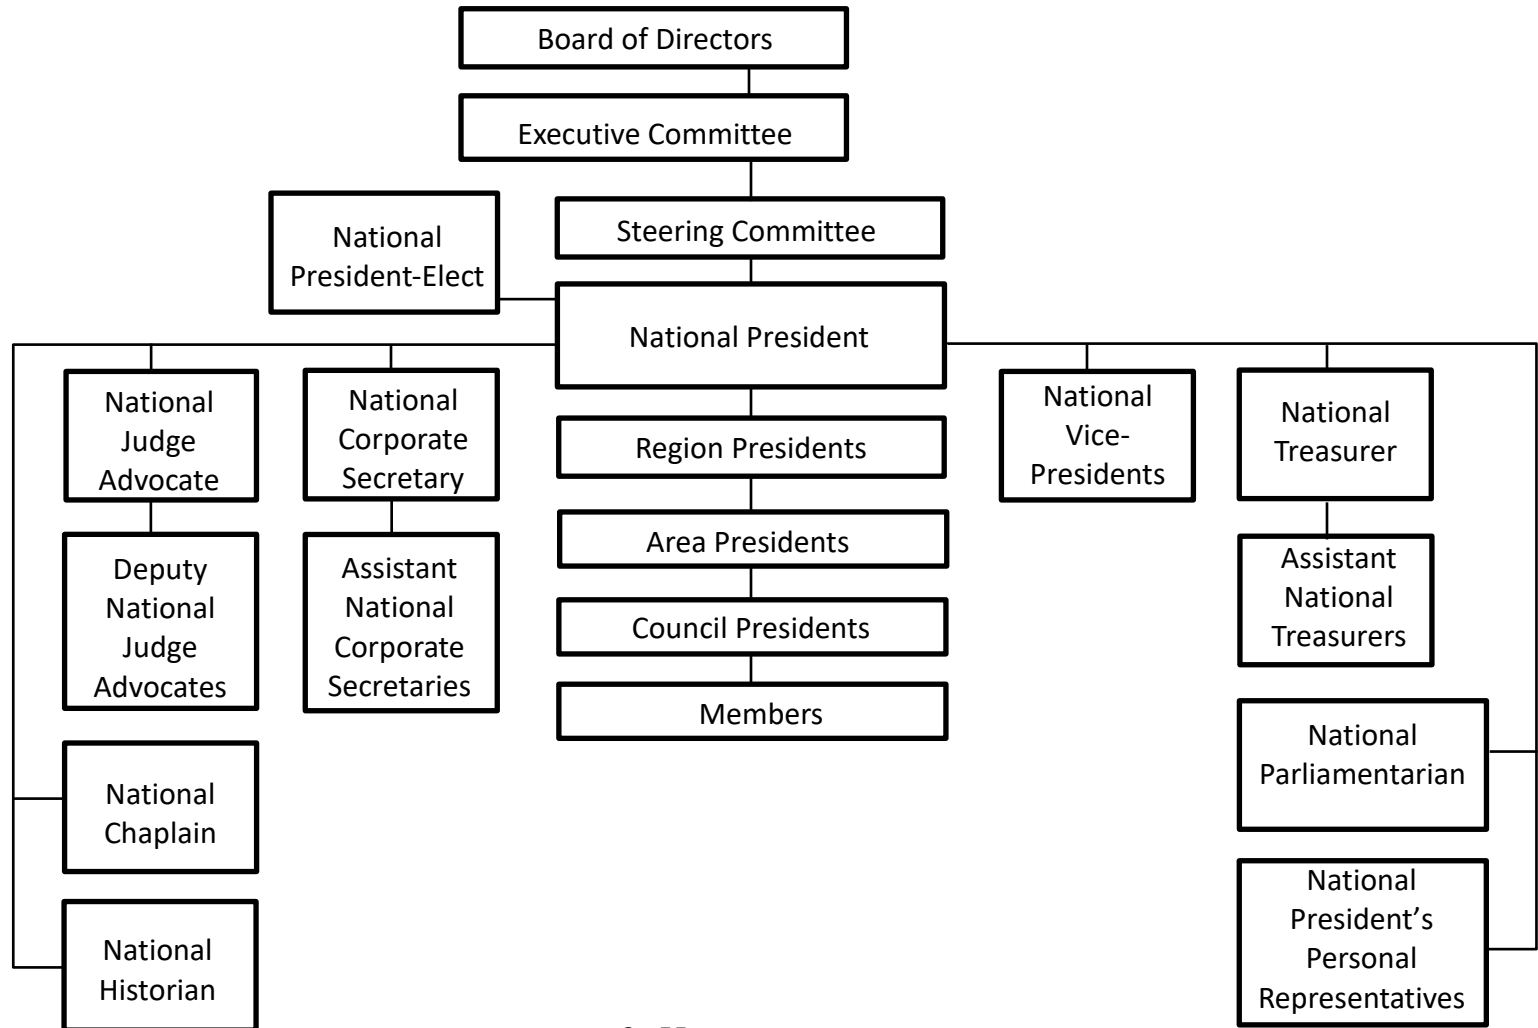 Board of Directors
Executive Committee
National
President-Elect
Steering Committee
National President
National
Judge
Advocate
National
Corporate
Secretary
Region Presidents
National
Vice-
Presidents
National
Treasurer
Area Presidents
Deputy
National
Judge
Advocates
Assistant
National
Corporate
Secretaries
Council Presidents
Assistant
National
Treasurers
Members
National
Chaplain
National
Parliamentarian
National
Historian
National
President’s
Personal
Representatives